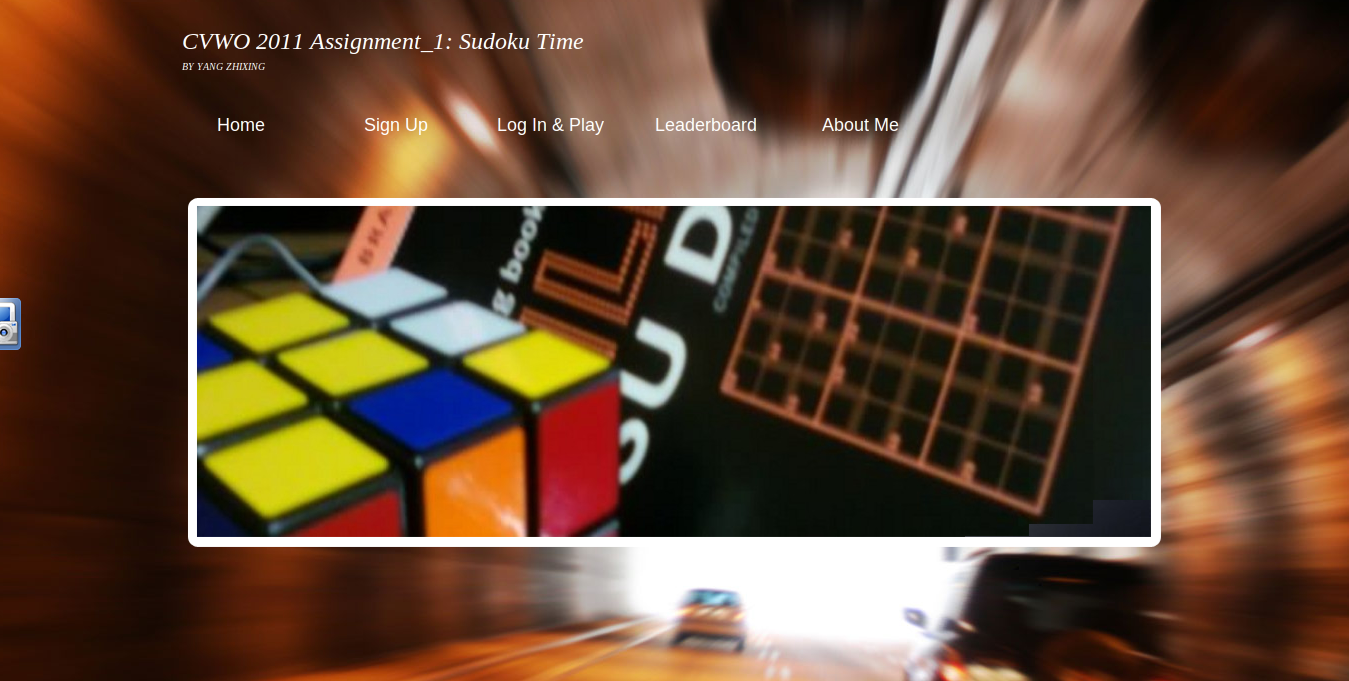 CVWO 2011 Assignment_1: Sudoku Time
BY YANG ZHIXING
Home Sign Up Log In & Play Leaderboard About Me
g book
SU D
COMPILED